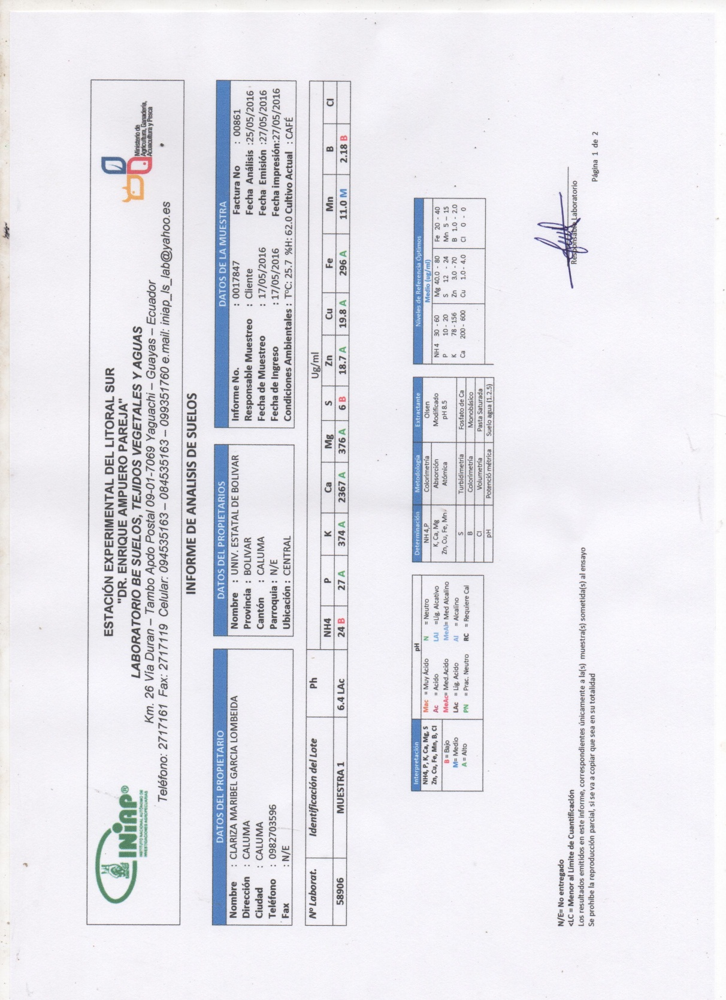 INIAP®
INSTITUTO NACIONAL AUTÓNOMO DE
INVESTIGACIONES AGROPECUARIAS
ESTACIÓN EXPERIMENTAL DEL LITORAL SUR
"DR. ENRIQUE AMPUERO PAREJA"
LABORATORIO BE SUELOS, TEJIDOS VEGETALES Y AGUAS
Km. 26 Vía Duran – Tambo Apdo Postal 09-01-7069 Yaguachi – Guayas – Ecuador
Teléfono: 2717161 Fax: 2717119 Celular: 094535163 – 084535163 – 099351760 e.mail: iniap_ls_lab@yahoo.es
Ministerio de
Agricultura, Ganadería,
Acuacultura y Pesca
INFORME DE ANALISIS DE SUELOS
DATOS DEL PROPIETARIO
Nombre : CLARIZA MARIBEL GARCIA LOMBEIDA
Dirección : CALUMA
Ciudad : CALUMA
Teléfono : 0982703596
Fax : N/E
DATOS DEL PROPIETARIOS
Nombre : UNIV. ESTATAL DE BOLIVAR
Provincia : BOLIVAR
Cantón : CALUMA
Parroquia : N/E
Ubicación : CENTRAL
DATOS DE LA MUESTRA
Informe No. : 0017847 Factura No : 00861
Responsable Muestreo : Cliente Fecha Análisis :25/05/2016
Fecha de Muestreo : 17/05/2016 Fecha Emisión :27/05/2016
Fecha de Ingreso : 17/05/2016 Fecha impresión:27/05/2016
Condiciones Ambientales : TºC: 25.7 %H: 62.0 Cultivo Actual : CAFÉ
Nº Laborat. Identificación del Lote Ph Ug/ml
NH4 P K Ca Mg S Zn Cu Fe Mn B Cl
58906 MUESTRA 1 6.4 LAc 24 B 27 A 374 A 2367 A 376 A 6 B 18.7 A 19.8 A 296 A 11.0 M 2.18 B
Interpretación pH
NH4, P, K, Ca, Mg, S
Zn, Cu, Fe, Mn, B, Cl
B = Bajo
M= Medio
A = Alto
Mac = Muy Ácido N = Neutro
Ac = Acido LAl =Lig. Alcativo
MeAc= Med.Acido MeAl= Med Alcalino
LAc = Lig. Acido Al = Alcalino
PN = Prac. Neutro RC = Requiere Cal
Determinación Metodología Extractante
NH 4,P Colorimetría Olsen
K, Ca, Mg Absorción Modificado
Zn, Cu, Fe, Mn Atómica pH 8.5
S Turbidimetría Fosfato de Ca
B Colorimetría Monobásico
Cl Volumetría Pasta Saturada
pH Potenció métrica Suelo agua (1.2.5)
Niveles de Referencia Óptimos
Medio (ug/ml)
NH 4 30 - 60 Mg 40.0 - 80 Fe 20 - 40
P 10 - 20 S 12 - 24 Mn 5 – 15
K 78 - 156 Zn 3.0 - 70 B 1.0 - 2.0
Ca 200 - 600 Cu 1.0 - 4.0 Cl 0 - 0
N/E= No entregado
<LC = Menor al Límite de Cuantificación
Los resultados emitidos en este informe, correspondientes únicamente a la(s) muestra(s) sometida(s) al ensayo
Se prohíbe la reproducción parcial, si se va a copiar que sea en su totalidad
Responsable Laboratorio
Página 1 de 2